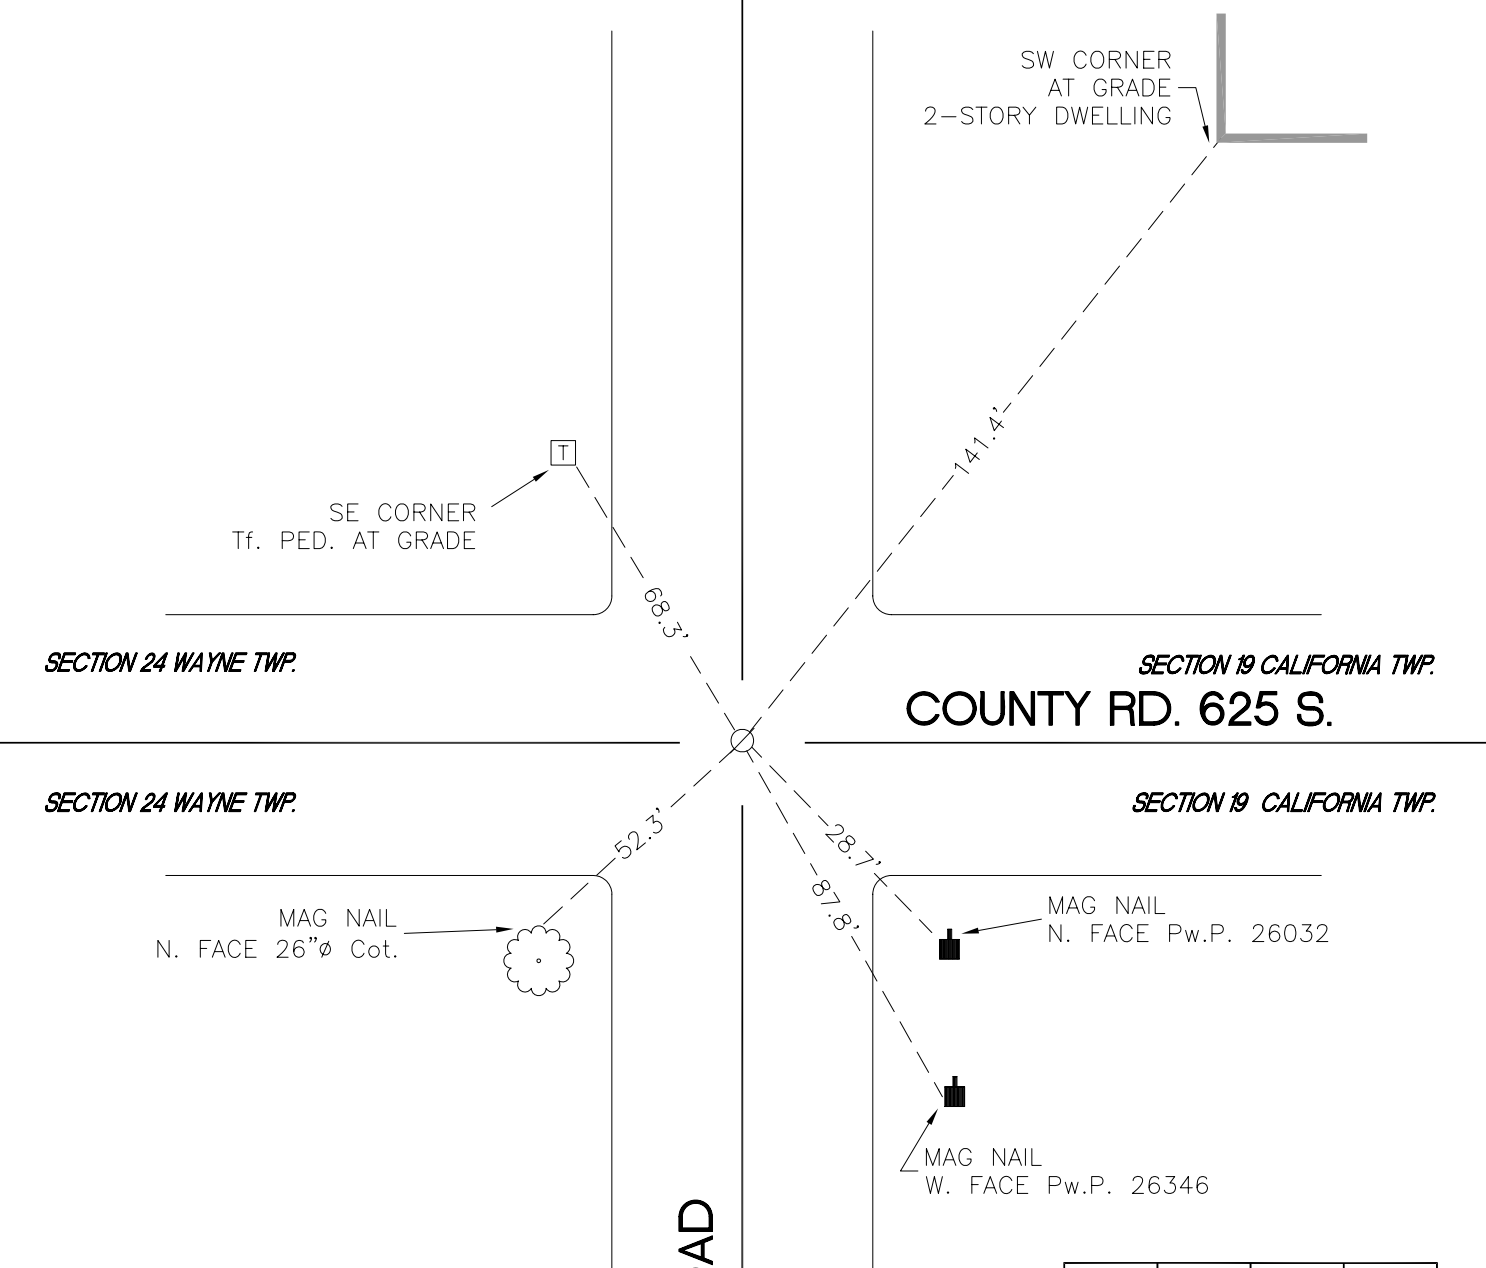 SW CORNER
AT GRADE
2-STORY DWELLING
141.4'
T
SE CORNER
Tf. PED. AT GRADE
68.3'
SECTION 24 WAYNE TWP.
SECTION 19 CALIFORNIA TWP.
COUNTY RD. 625 S.
SECTION 24 WAYNE TWP.
SECTION 19 CALIFORNIA TWP.
52.3'
28.7'
87.8'
MAG NAIL
N. FACE 26"ø Cot.
MAG NAIL
N. FACE Pw.P. 26032
MAG NAIL
W. FACE Pw.P. 26346